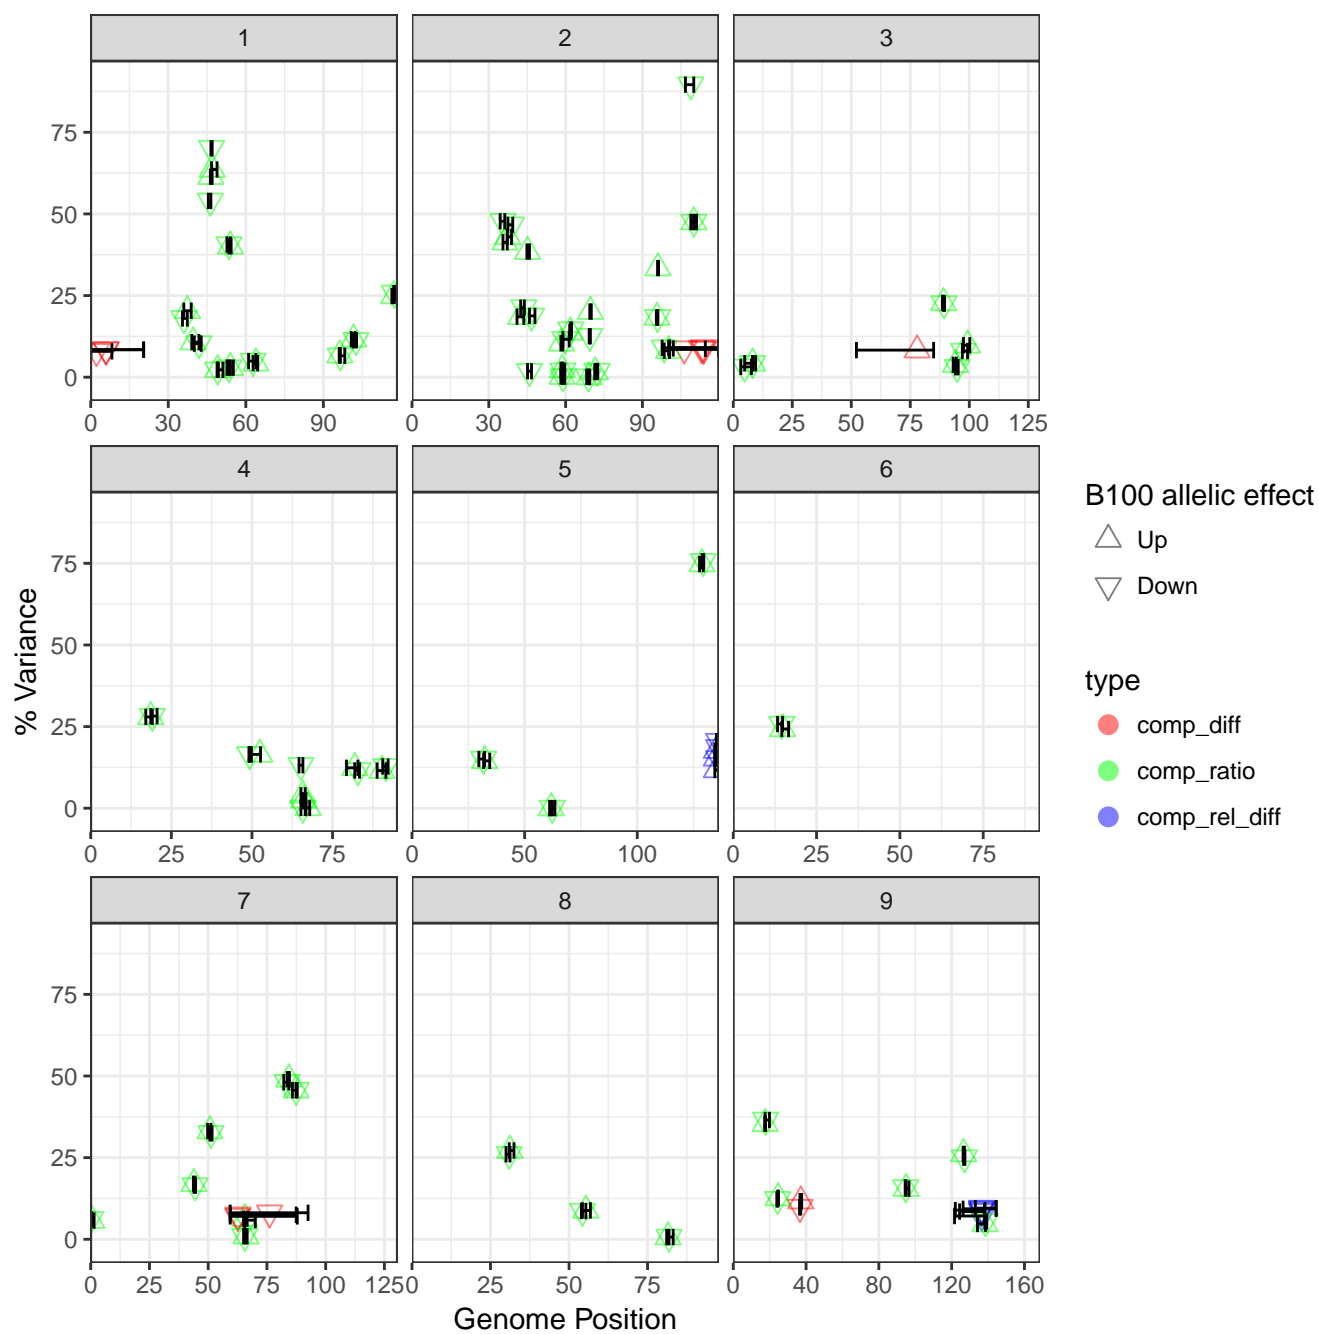 1 2 3
75
50
25
0
0 30 60 90 0 30 60 90 0 25 50 75 100 125
4 5 6
75
50
25
0
0 25 50 75 0 50 100 0 25 50 75
7 8 9
75
50
25
0
0 25 50 75 100 125 0 25 50 75 0 40 80 120 160
% Variance
Genome Position
B100 allelic effect
Up
Down
type
comp_diff
comp_ratio
comp_rel_diff